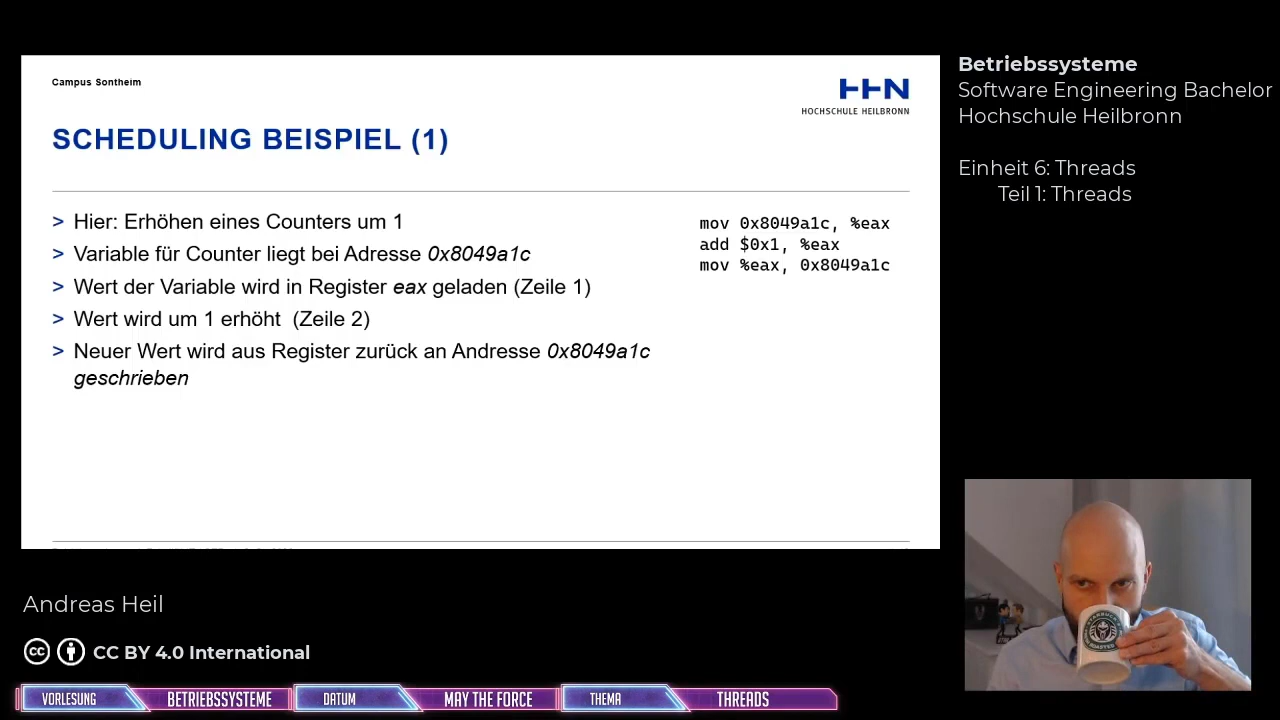 Campus Sontheim
HHN
HOCHSCHULE HEILBRONN
SCHEDULING BEISPIEL (1)
> Hier: Erhöhen eines Counters um 1
> Variable für Counter liegt bei Adresse 0x8049a1c
> Wert der Variable wird in Register eax geladen (Zeile 1)
> Wert wird um 1 erhöht (Zeile 2)
> Neuer Wert wird aus Register zurück an Andresse 0x8049a1c
geschrieben
mov 0x8049a1c, %eax
add $0x1, %eax
mov %eax, 0x8049a1c
Betriebssysteme
Software Engineering Bachelor
Hochschule Heilbronn
Einheit 6: Threads
Teil 1: Threads
Andreas Heil
cc CC BY 4.0 International
VORLESUNG BETRIEBSSYSTEME DATUM MAY THE FORCE THEMA THREADS